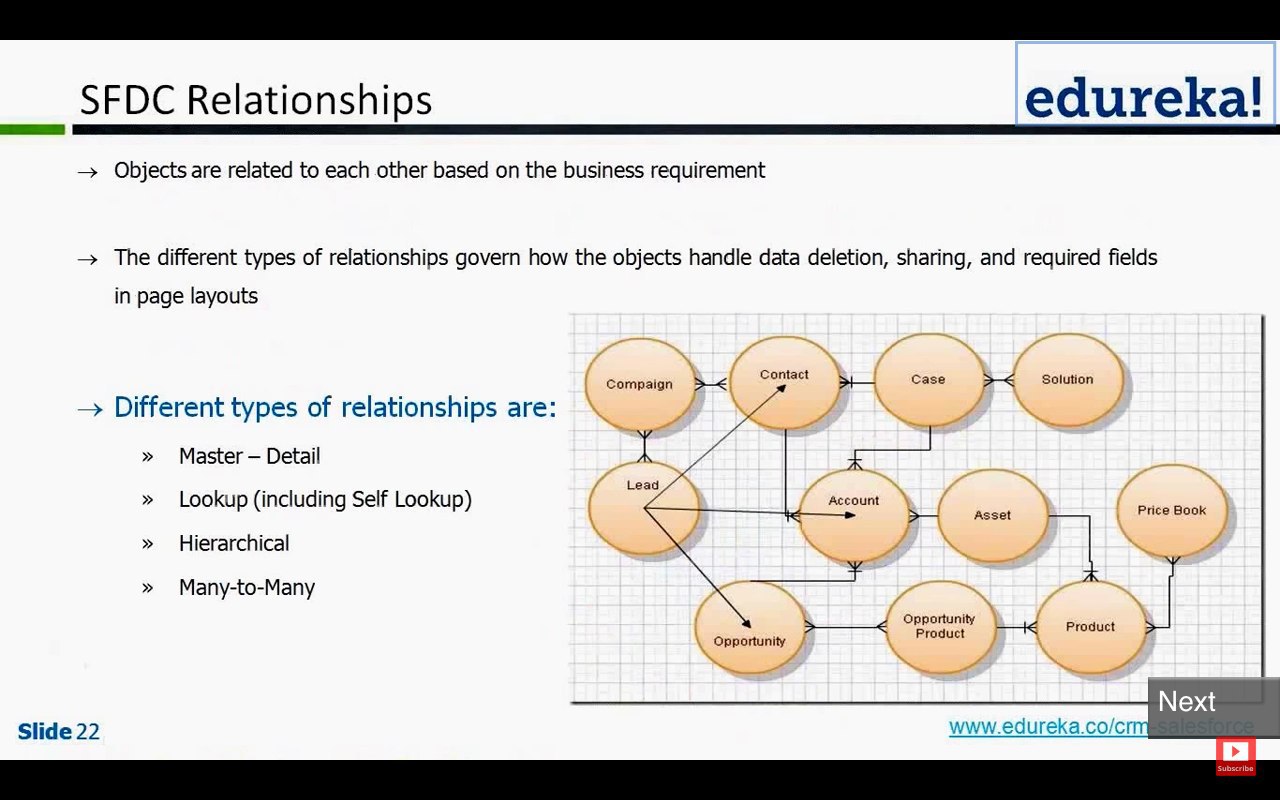 SFDC Relationships
edureka!
→ Objects are related to each other based on the business requirement
→ The different types of relationships govern how the objects handle data deletion, sharing, and required fields
in page layouts
→ Different types of relationships are:
» Master – Detail
» Lookup (including Self Lookup)
» Hierarchical
» Many-to-Many
Compaign
Contact
Case
Solution
Lead
Account
Asset
Price Book
Opportunity
Opportunity
Product
Product
Next
Slide 22
www.edureka.co/crm-salesforce
Subscribe